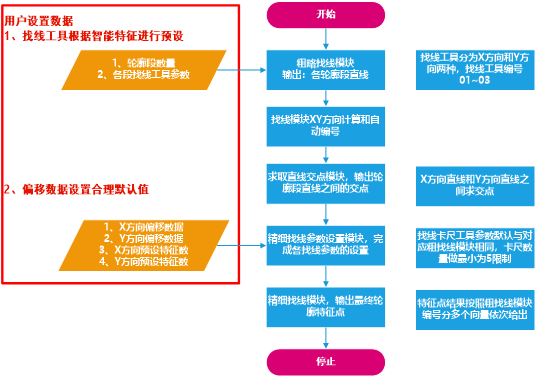 用户设置数据
1、找线工具根据智能特征进行预设
1、轮廓段数量
2、各段找线工具参数
2、偏移数据设置合理默认值
1、X方向偏移数据
2、Y方向偏移数据
3、X方向预设特征数
4、Y方向预设特征数
开始
粗略找线模块
输出：各轮廓段直线
找线模块XY方向计算和自
动编号
求取直线交点模块，输出轮
廓段直线之间的交点
精细找线参数设置模块，完
成各找线参数的设置
精细找线模块，输出最终轮
廓特征点
停止
找线工具分为X方向和Y方
向两种，找线工具编号
01~03
X方向直线和Y方向直线之
间求交点
找线卡尺工具参数默认与对
应粗找线模块相同，卡尺数
量做最小为5限制
特征点结果按照粗找线模块
编号分多个向量依次给出